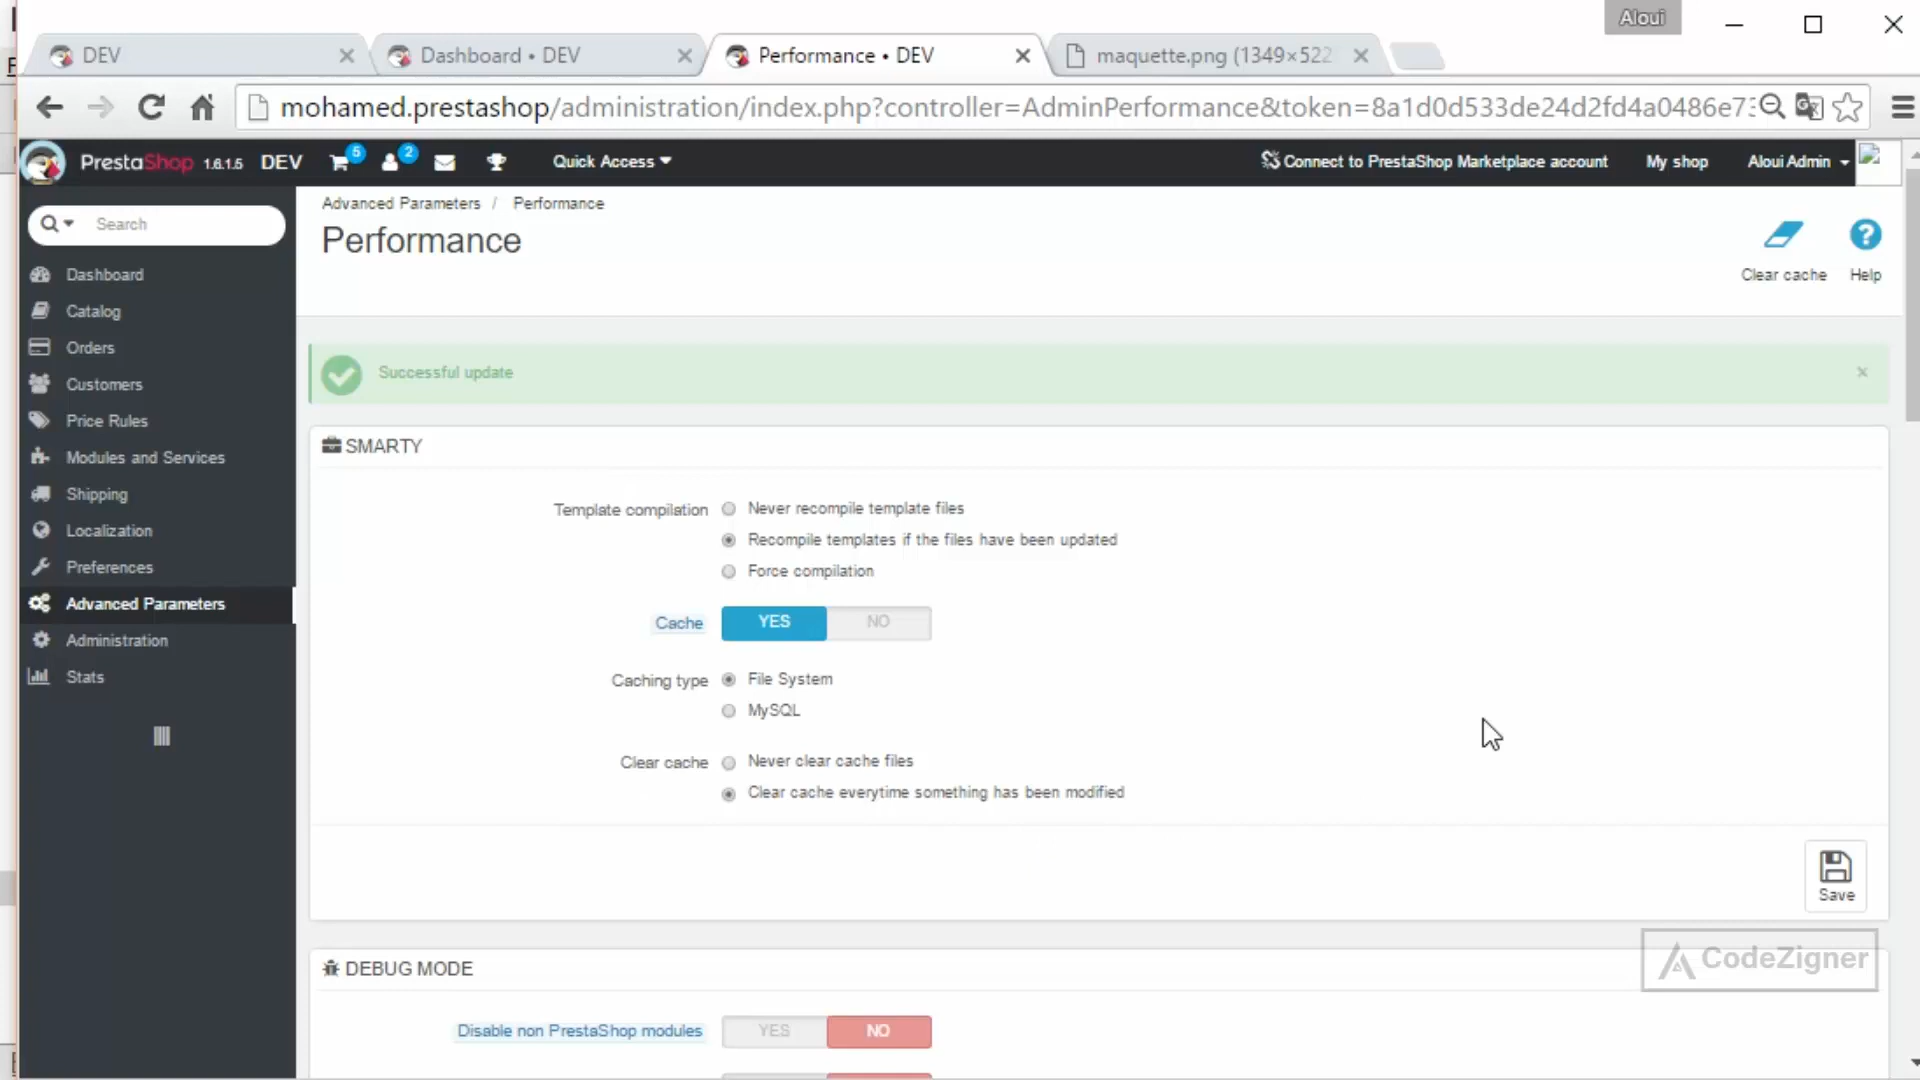 Aloui
DEV
Dashboard • DEV
Performance • DEV
maquette.png (1349×522
mohamed.prestashop/administration/index.php?controller=AdminPerformance&token=8a1d0d533de24d2fd4a0486e73
PrestaShop 1.6.1.5 DEV 5 2 Quick Access Connect to PrestaShop Marketplace account My shop Aloui Admin
Search
Dashboard
Catalog
Orders
Customers
Price Rules
Modules and Services
Shipping
Localization
Preferences
Advanced Parameters
Administration
Stats
Advanced Parameters / Performance
Performance
Clear cache
Help
Successful update
SMARTY
Template compilation Never recompile template files
Recompile templates if the files have been updated
Force compilation
Cache YES NO
Caching type File System
MySQL
Clear cache Never clear cache files
Clear cache everytime something has been modified
Save
DEBUG MODE
CodeZigner
Disable non PrestaShop modules YES NO